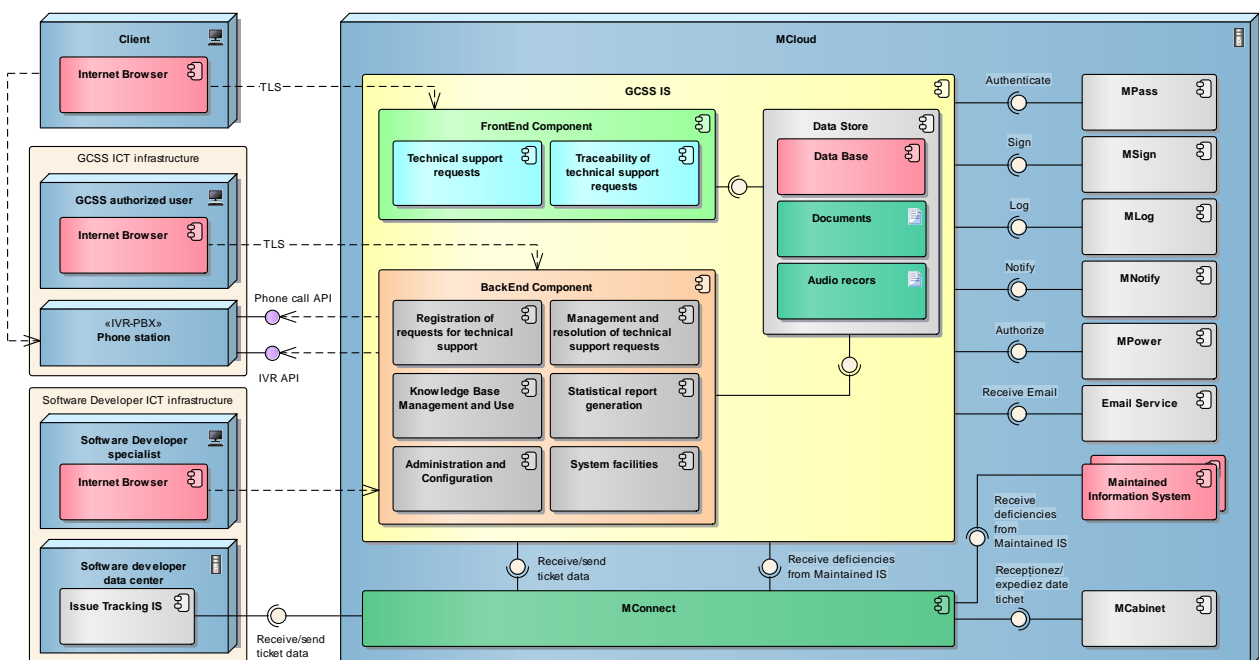 Client
Internet Browser
TLS
GCSS ICT infrastructure
GCSS authorized user
Internet Browser
TLS
«IVR-PBX»
Phone station
Phone call API
IVR API
Software Developer ICT infrastructure
Software Developer
specialist
Internet Browser
Software developer
data center
Issue Tracking IS
Receive/send
ticket data
MCloud
GCSS IS
FrontEnd Component
Technical support
requests
Traceability of
technical support
requests
Data Store
Data Base
Documents
Audio recors
BackEnd Component
Registration of
requests for technical
support
Management and
resolution of technical
support requests
Knowledge Base
Management and Use
Statistical report
generation
Administration and
Configuration
System facilities
Receive/send
ticket data
Receive deficiencies
from Maintained IS
MConnect
Authenticate
MPass
Sign
MSign
Log
MLog
Notify
MNotify
Authorize
MPower
Receive Email
Email Service
Maintained
Information System
Receive
deficiencies
from
Maintained IS
Recepționez/
expediez date
tichet
MCabinet